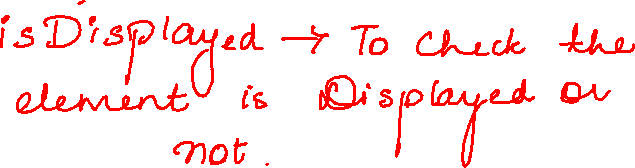 isDisplayed → To check the
element is Displayed or
not.